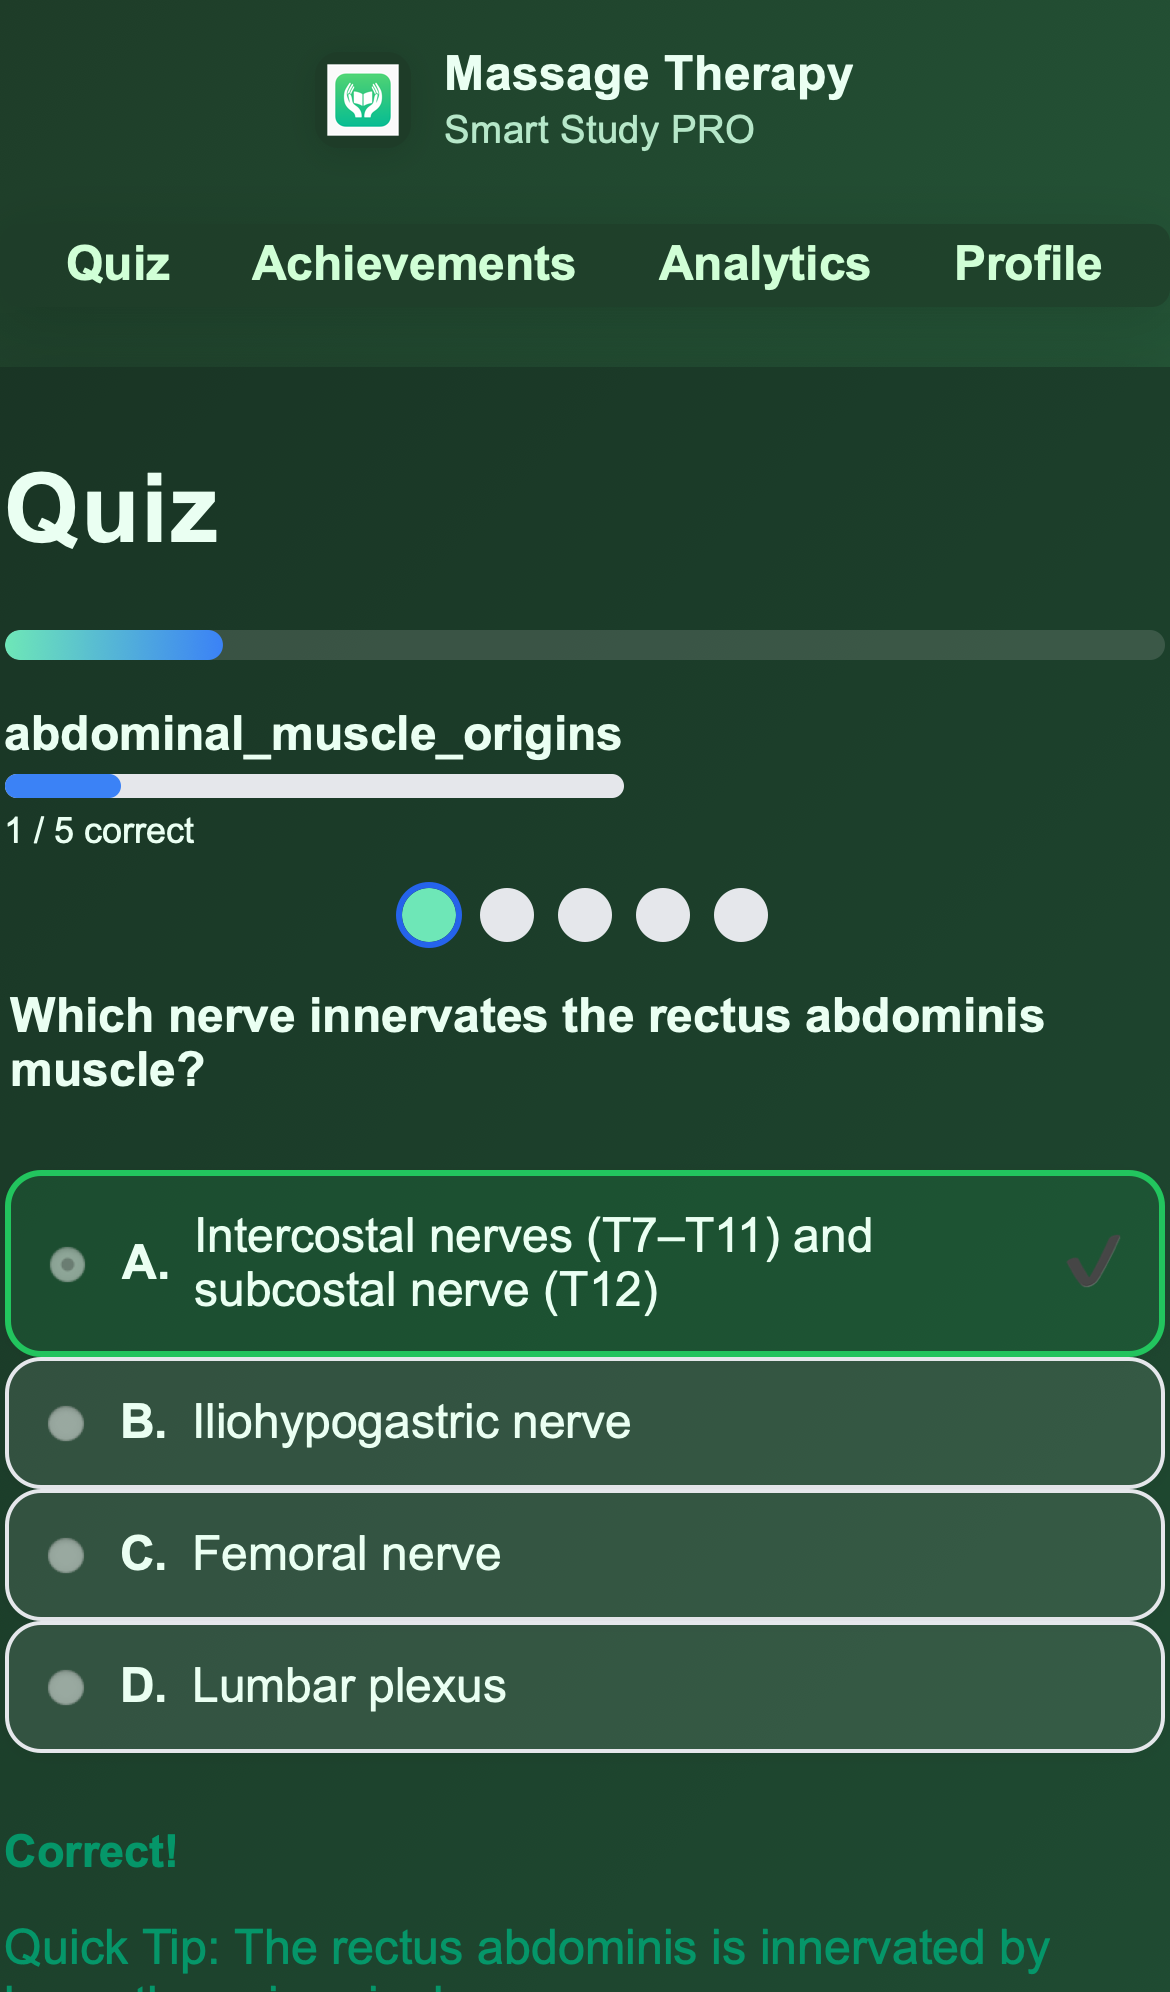 Massage Therapy
Smart Study PRO
Quiz Achievements Analytics Profile
Quiz
abdominal_muscle_origins
1 / 5 correct
Which nerve innervates the rectus abdominis
muscle?
A. Intercostal nerves (T7–T11) and
subcostal nerve (T12)
B. Iliohypogastric nerve
C. Femoral nerve
D. Lumbar plexus
Correct!
Quick Tip: The rectus abdominis is innervated by